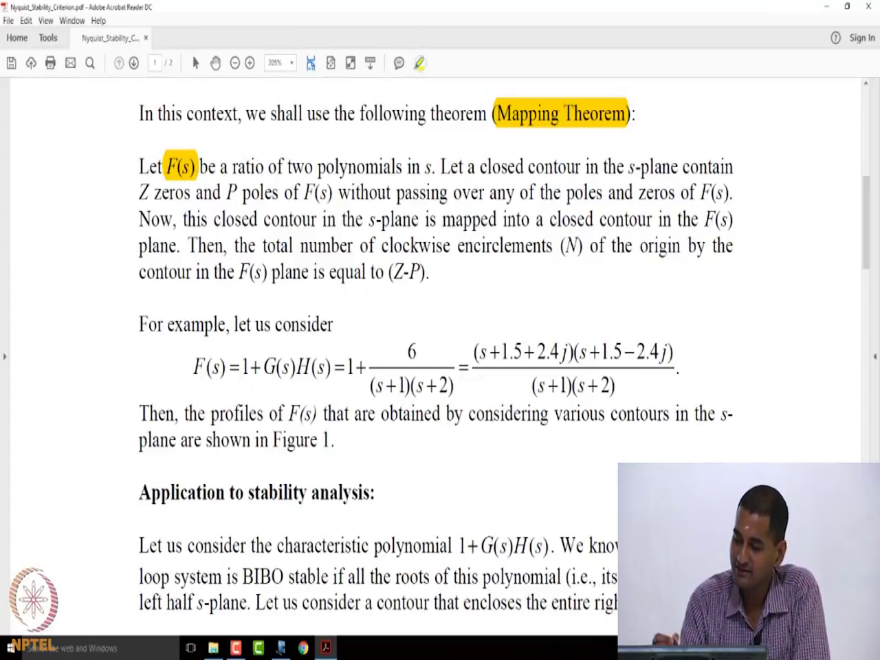 Nyquist_Stability_Criterion.pdf - Adobe Acrobat Reader DC
File Edit View Window Help
Home Tools Nyquist_Stability_C... × Sign In
1 / 2 205%
In this context, we shall use the following theorem (Mapping Theorem):
Let F(s) be a ratio of two polynomials in s. Let a closed contour in the s-plane contain
Z zeros and P poles of F(s) without passing over any of the poles and zeros of F(s).
Now, this closed contour in the s-plane is mapped into a closed contour in the F(s)
plane. Then, the total number of clockwise encirclements (N) of the origin by the
contour in the F(s) plane is equal to (Z-P).
For example, let us consider
F(s)=1+G(s)H(s)=1+6/((s+1)(s+2))=((s+1.5+2.4j)(s+1.5−2.4j))/((s+1)(s+2)).
Then, the profiles of F(s) that are obtained by considering various contours in the s-
plane are shown in Figure 1.
Application to stability analysis:
Let us consider the characteristic polynomial 1+G(s)H(s). We know
loop system is BIBO stable if all the roots of this polynomial (i.e., its
left half s-plane. Let us consider a contour that encloses the entire righ
NPTEL
the web and Windows